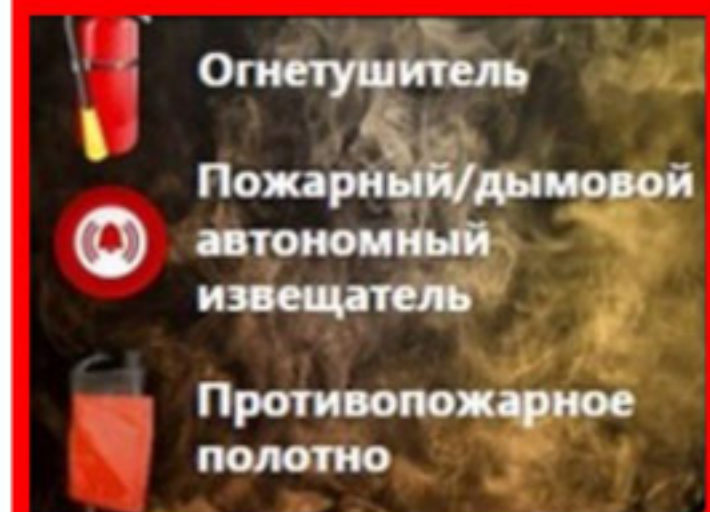 Огнетушитель
Пожарный/дымовой
автономный
извещатель
Противопожарное
полотно